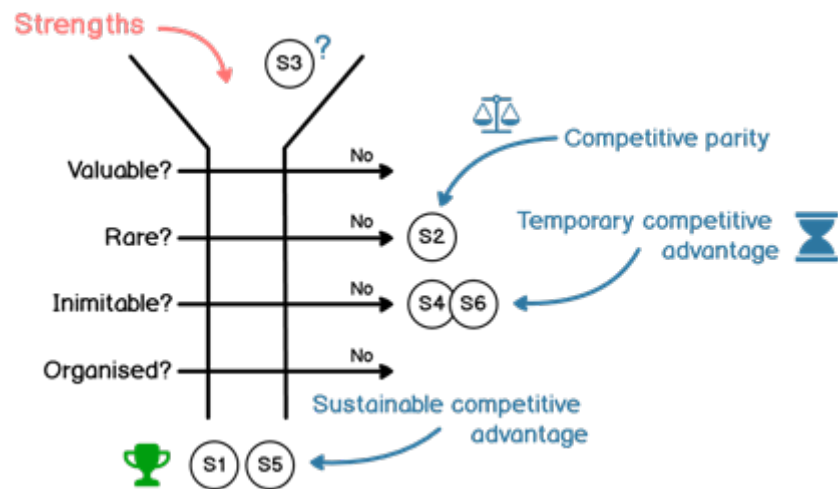 Strengths
S3 ?
Competitive parity
Valuable? No
Rare? No
S2
Temporary competitive
advantage
Inimitable? No
S4 S6
Organised? No
Sustainable competitive
advantage
S1 S5